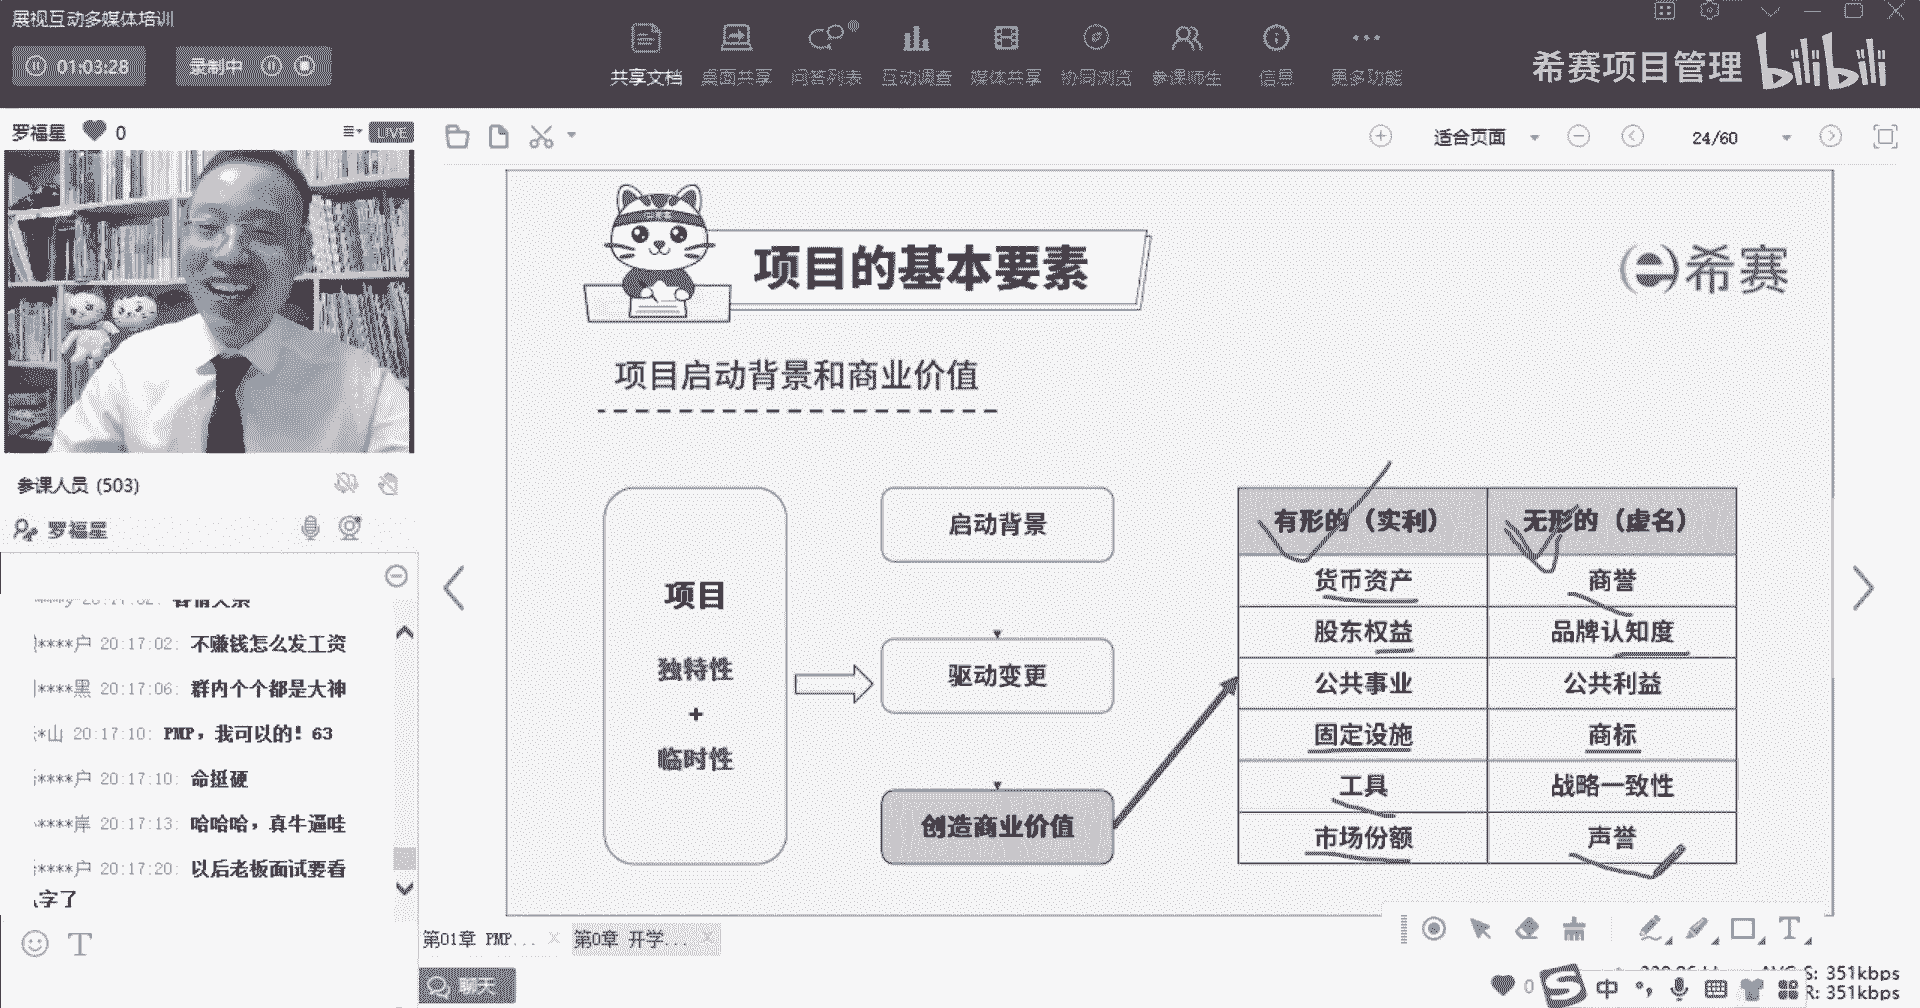 展视互动多媒体培训
01:03:28
录制中
共享文档 桌面共享 问答列表 互动调查 媒体共享 协同浏览 参课师生 信息 更多功能
希赛项目管理 bilibili
罗福星 0 LIVE
适合页面 24/60
参课人员 (503)
罗福星
****户 20:17:02: 不赚钱怎么发工资
****黑 20:17:06: 群内个个都是大神
*山 20:17:10: PMP，我可以的! 63
****户 20:17:10: 命挺硬
****岸 20:17:13: 哈哈哈，真牛逼哇
****户 20:17:20: 以后老板面试要看
字了
项目的基本要素
希赛
项目启动背景和商业价值
项目
独特性
+
临时性
启动背景
驱动变更
创造商业价值
有形的（实利） 无形的（虚名）
货币资产 商誉
股东权益 品牌认知度
公共事业 公共利益
固定设施 商标
工具 战略一致性
市场份额 声誉
第01章 PMP... 第0章 开学...
聊天
0
中
S: 351kbps
R: 351kbps